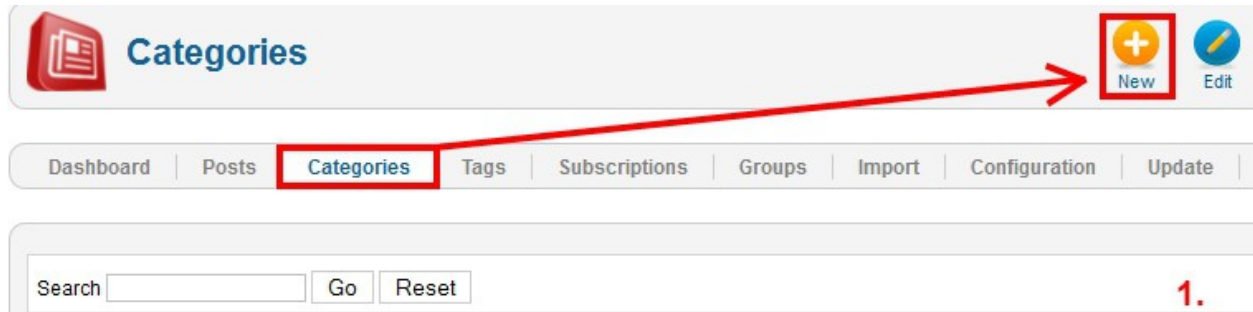 Categories
New Edit
Dashboard Posts Categories Tags Subscriptions Groups Import Configuration Update
Search Go Reset
1.